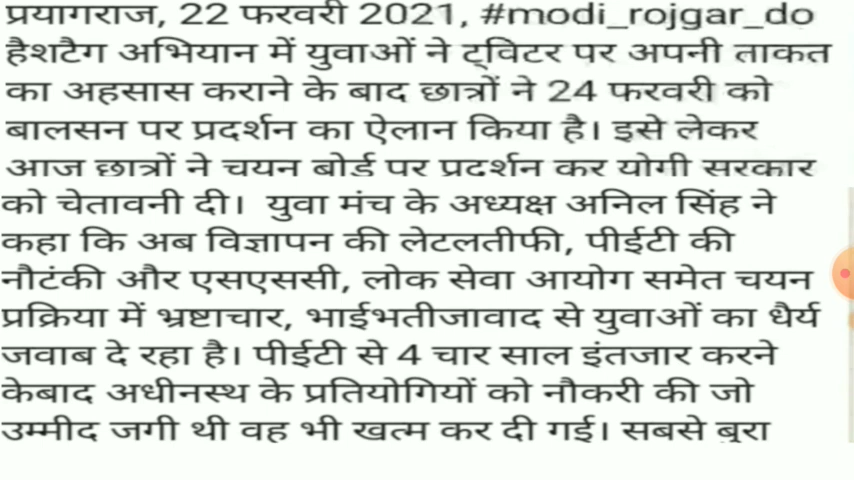 प्रयागराज, 22 फरवरी 2021, #modi_rojgar_do
हैशटैग अभियान में युवाओं ने ट्विटर पर अपनी ताकत
का अहसास कराने के बाद छात्रों ने 24 फरवरी को
बालसन पर प्रदर्शन का ऐलान किया है। इसे लेकर
आज छात्रों ने चयन बोर्ड पर प्रदर्शन कर योगी सरकार
को चेतावनी दी। युवा मंच के अध्यक्ष अनिल सिंह ने
कहा कि अब विज्ञापन की लेटलतीफी, पीईटी की
नौटंकी और एसएससी, लोक सेवा आयोग समेत चयन
प्रक्रिया में भ्रष्टाचार, भाईभतीजावाद से युवाओं का धैर्य
जवाब दे रहा है। पीईटी से 4 चार साल इंतजार करने
केबाद अधीनस्थ के प्रतियोगियों को नौकरी की जो
उम्मीद जगी थी वह भी खत्म कर दी गई। सबसे बुरा